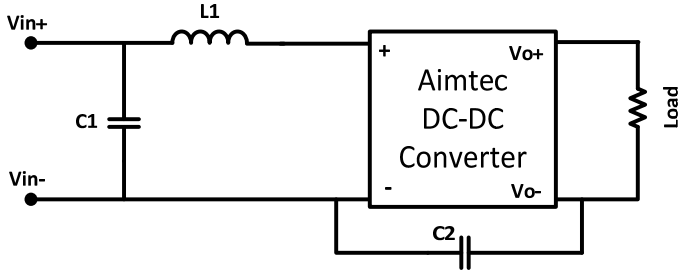 L1
Vin+
+
Vo+
Aimtec
DC-DC
Converter
C1
Load
Vin-
-
Vo-
C2